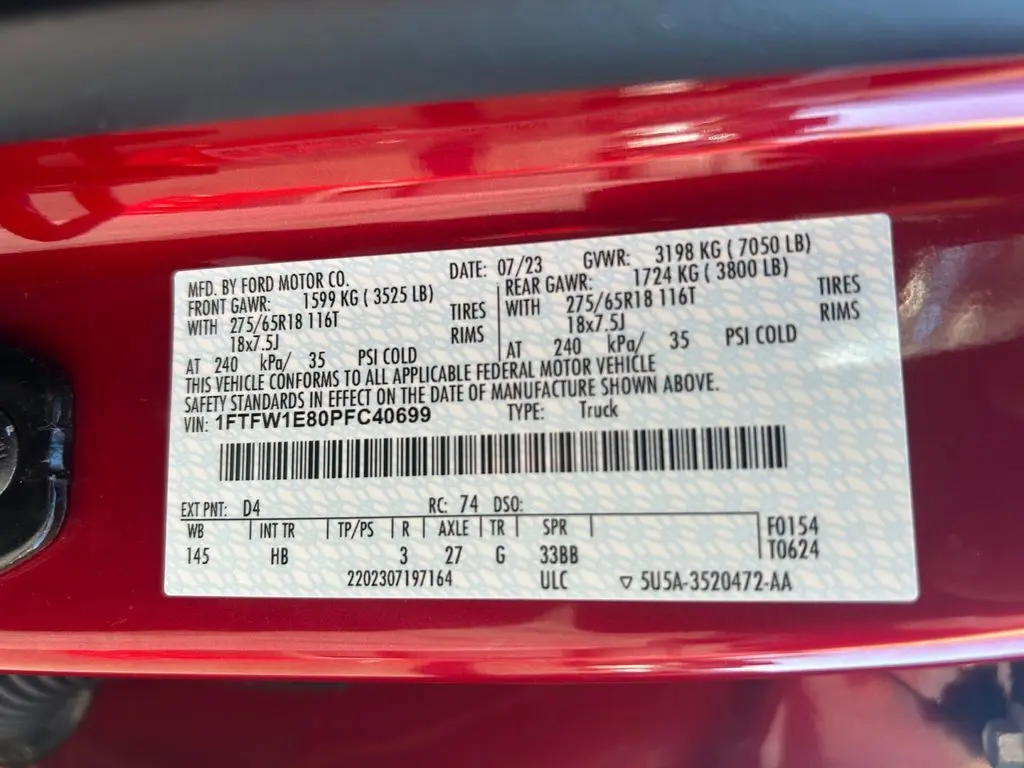 MFD. BY FORD MOTOR CO. DATE: 07/23 GVWR: 3198 KG ( 7050 LB)
FRONT GAWR: 1599 KG ( 3525 LB) REAR GAWR: 1724 KG ( 3800 LB)
WITH 275/65R18 116T TIRES WITH 275/65R18 116T TIRES
18x7.5J RIMS 18x7.5J RIMS
AT 240 kPa/ 35 PSI COLD AT 240 kPa/ 35 PSI COLD
THIS VEHICLE CONFORMS TO ALL APPLICABLE FEDERAL MOTOR VEHICLE
SAFETY STANDARDS IN EFFECT ON THE DATE OF MANUFACTURE SHOWN ABOVE.
VIN: 1FTFW1E80PFC40699 TYPE: Truck
EXT PNT: D4 RC: 74 DSO:
WB INT TR TP/PS R AXLE TR SPR F0154
145 HB 3 27 G 33BB T0624
2202307197164 ULC ▽ 5U5A-3520472-AA